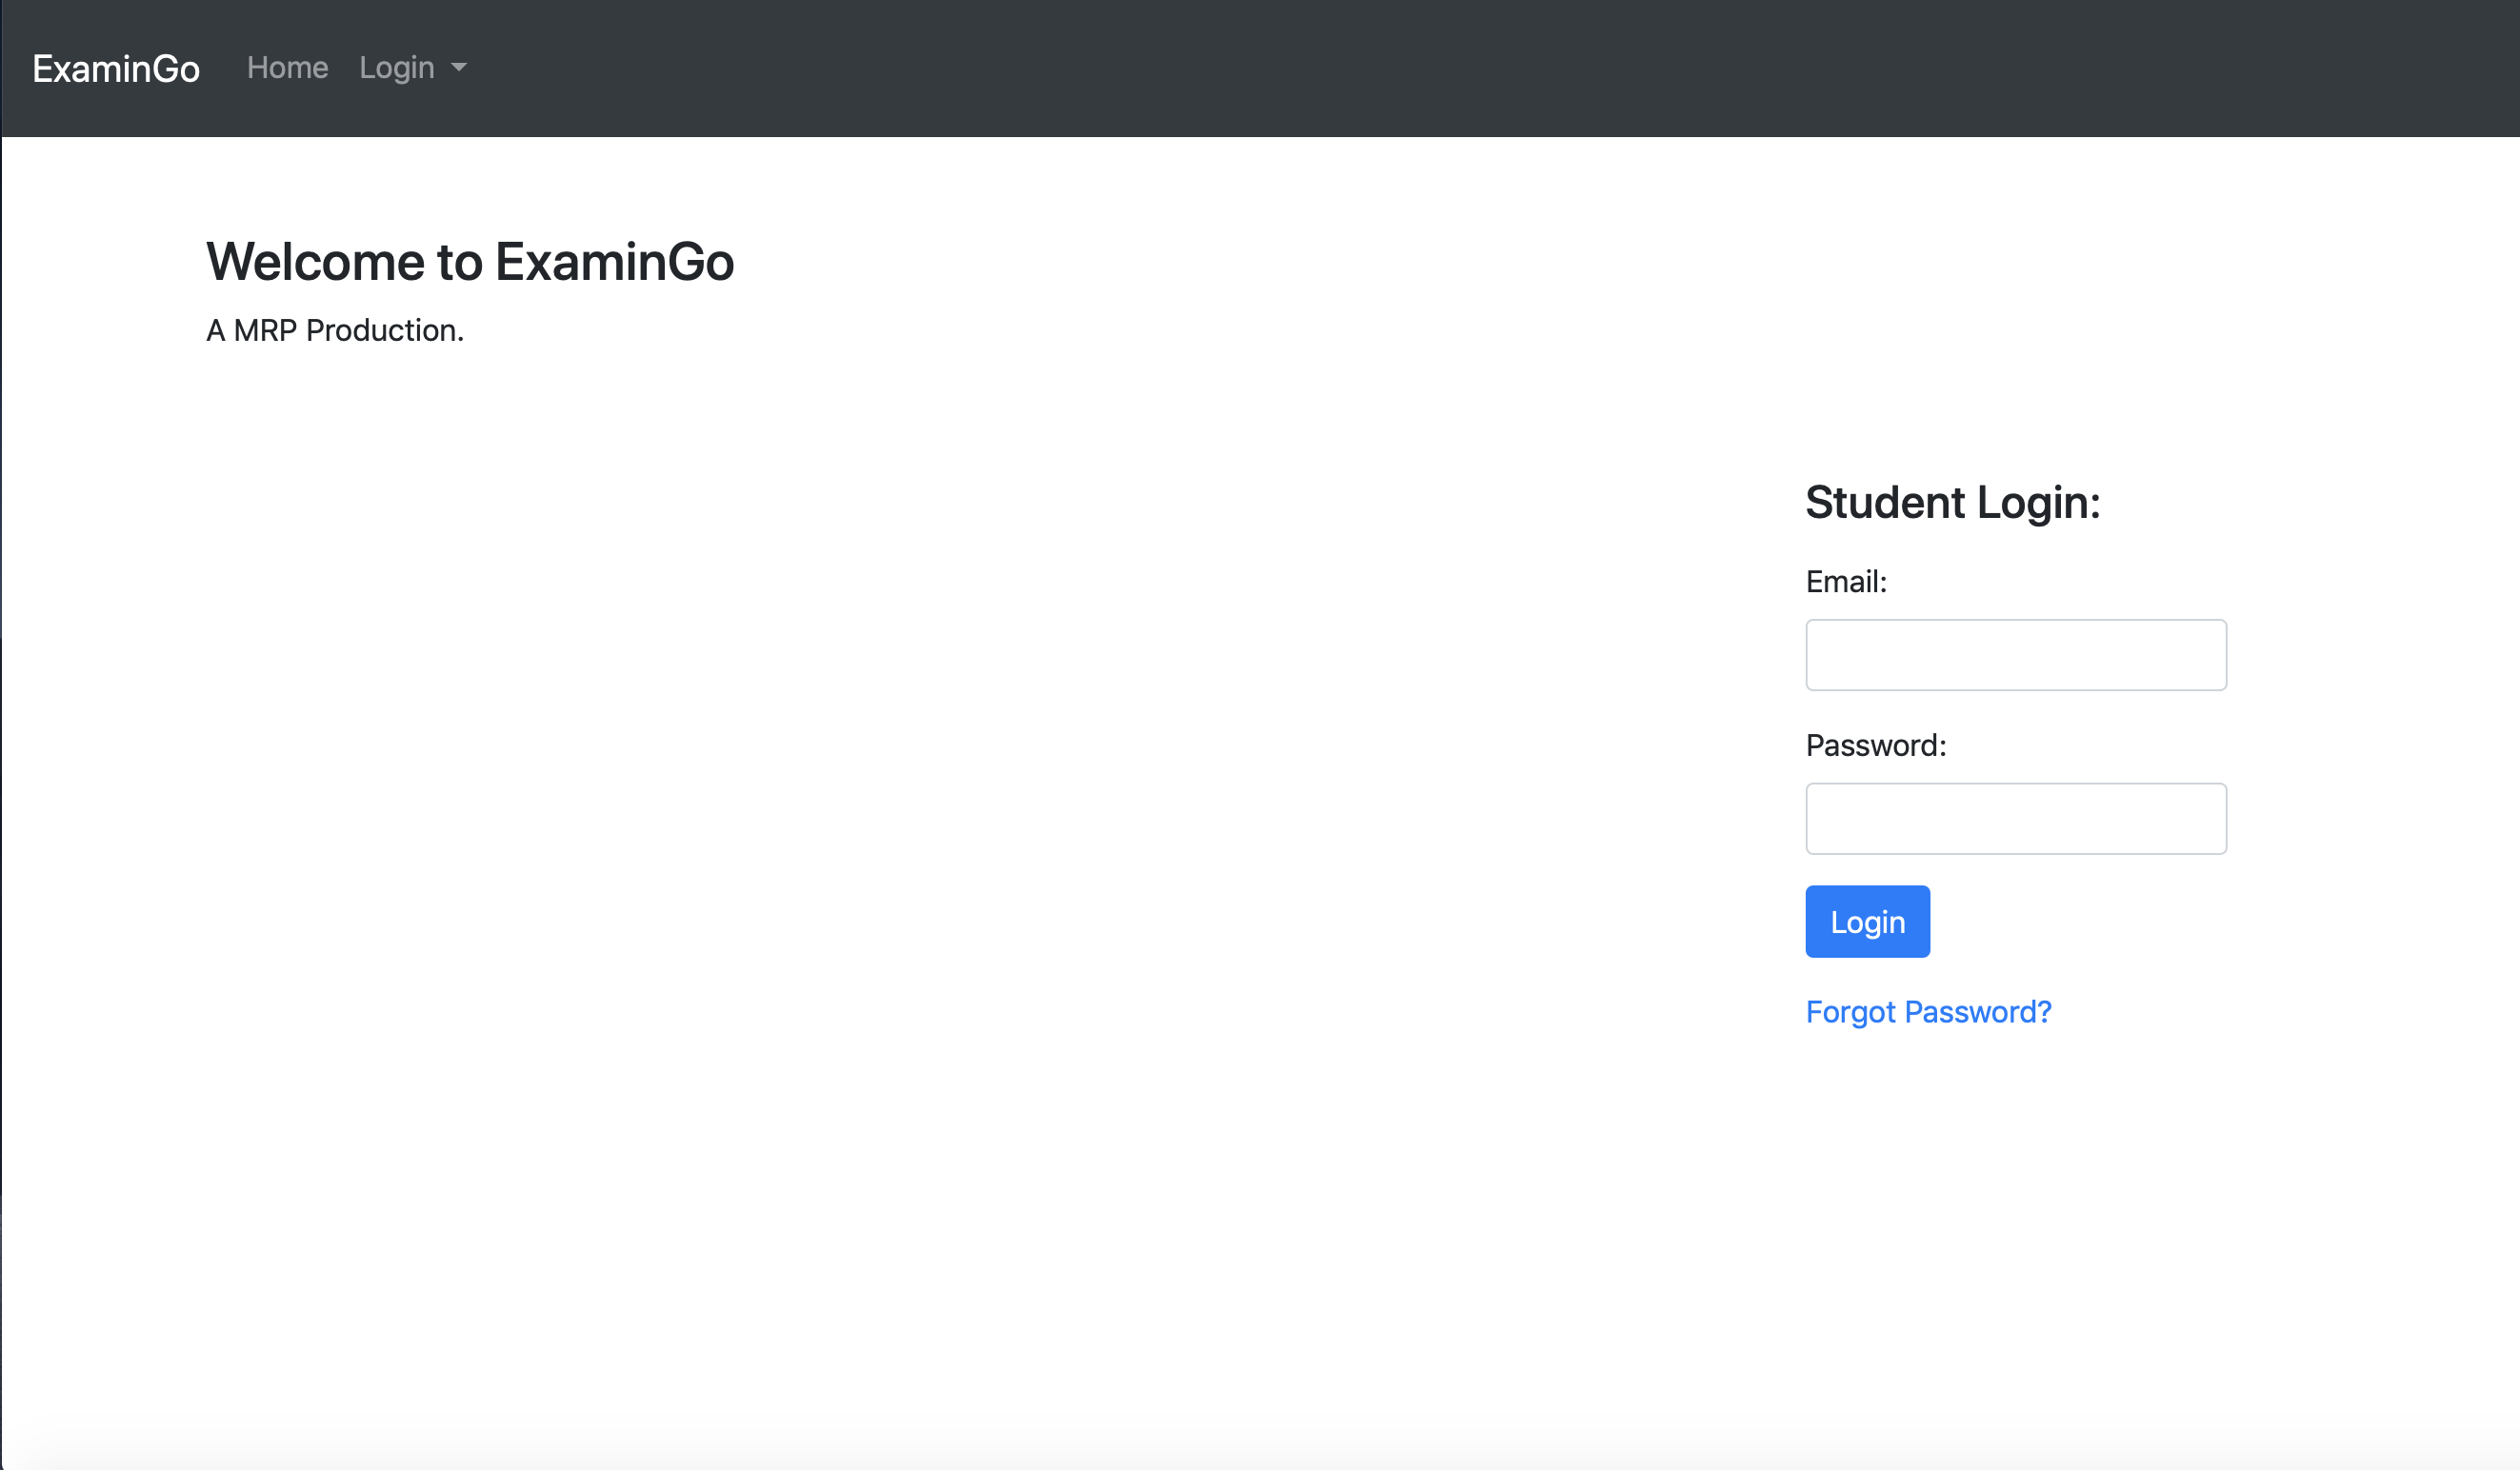 ExaminGo Home Login
Welcome to ExaminGo
A MRP Production.
Student Login:
Email:
Password:
Login
Forgot Password?